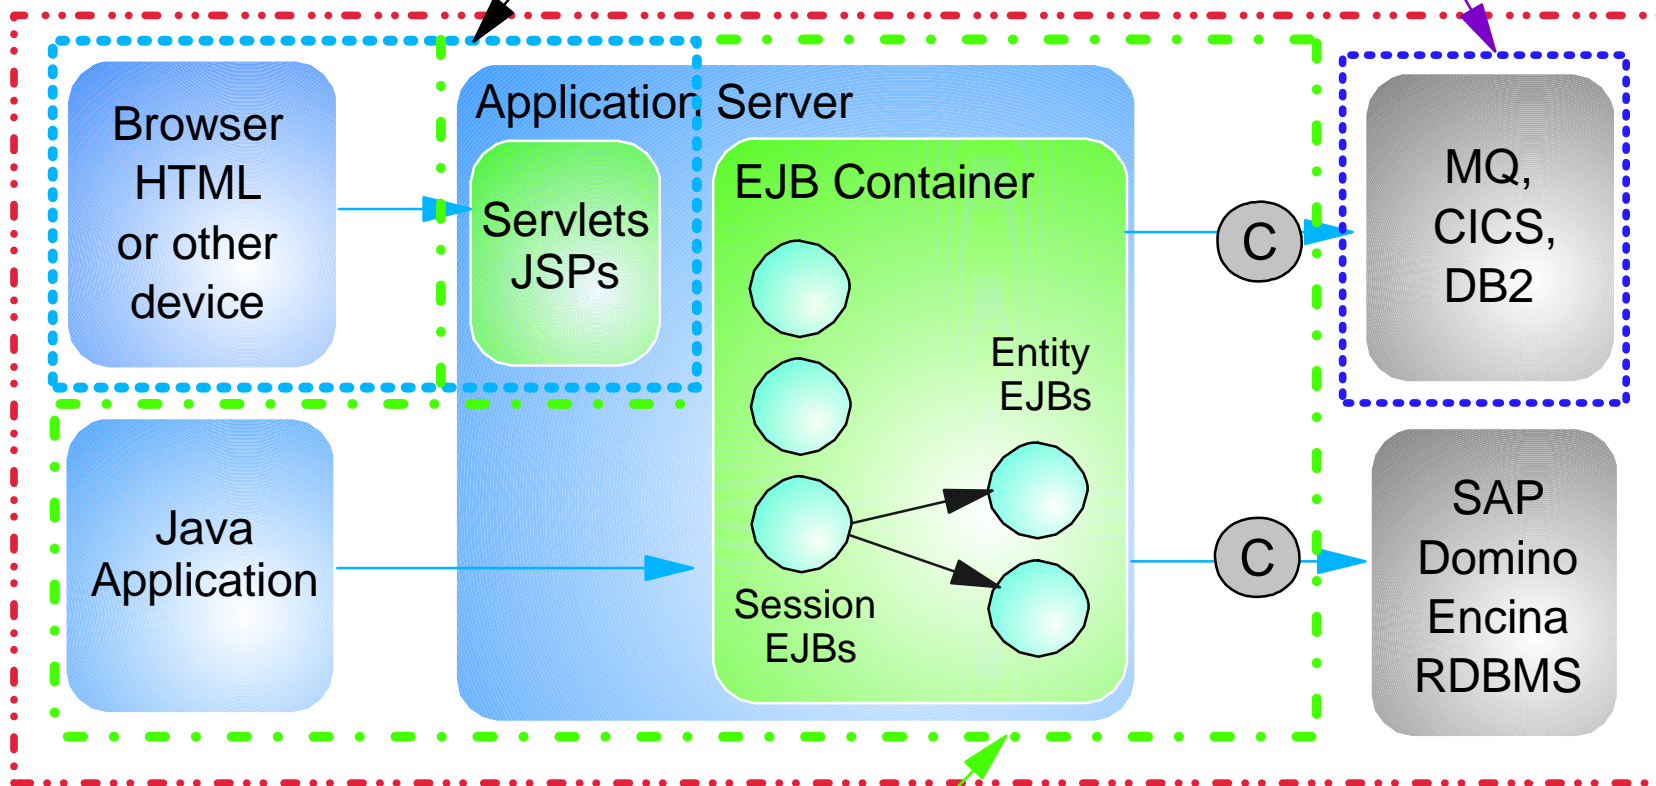 Browser
HTML
or other
device
Application Server
Servlets
JSPs
EJB Container
Entity
EJBs
Session
EJBs
C
MQ,
CICS,
DB2
Java
Application
C
SAP
Domino
Encina
RDBMS